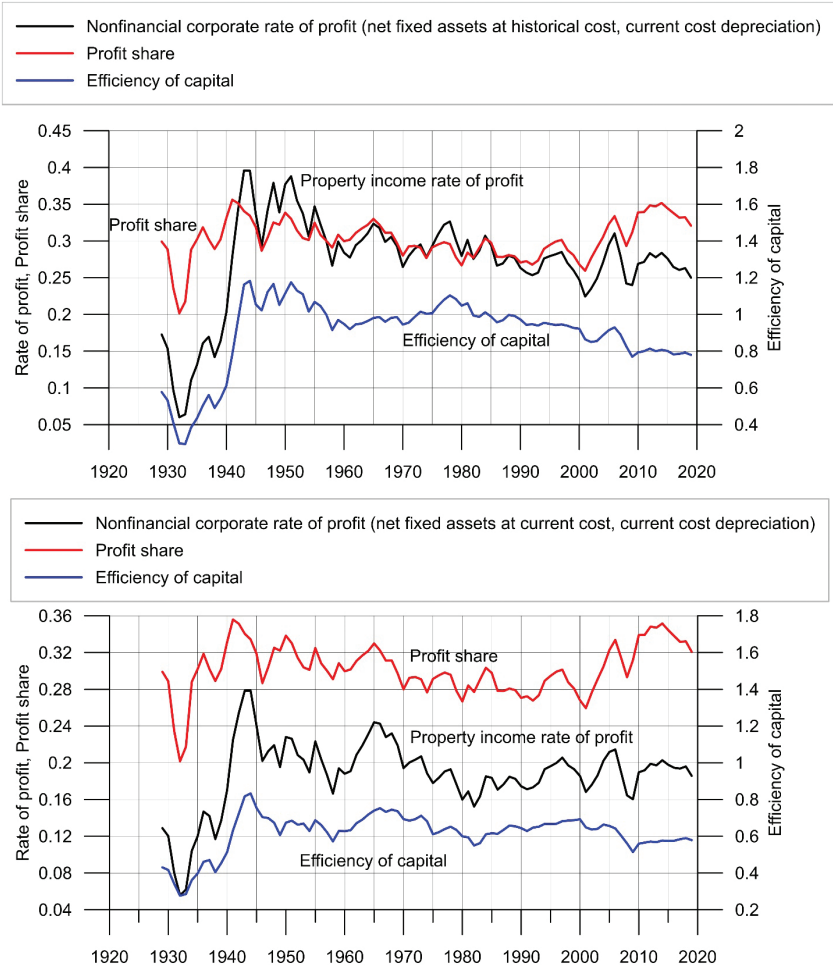 Nonfinancial corporate rate of profit (net fixed assets at historical cost, current cost depreciation)
Profit share
Efficiency of capital
0.45
0.4
0.35
0.3
0.25
0.2
0.15
0.1
0.05
Rate of profit, Profit share
2
1.8
1.6
1.4
1.2
1
0.8
0.6
0.4
Efficiency of capital
Property income rate of profit
Profit share
Efficiency of capital
1920 1930 1940 1950 1960 1970 1980 1990 2000 2010 2020
Nonfinancial corporate rate of profit (net fixed assets at current cost, current cost depreciation)
Profit share
Efficiency of capital
0.36
0.32
0.28
0.24
0.2
0.16
0.12
0.08
0.04
Rate of profit, Profit share
1.8
1.6
1.4
1.2
1
0.8
0.6
0.4
0.2
Efficiency of capital
Profit share
Property income rate of profit
Efficiency of capital
1920 1930 1940 1950 1960 1970 1980 1990 2000 2010 2020